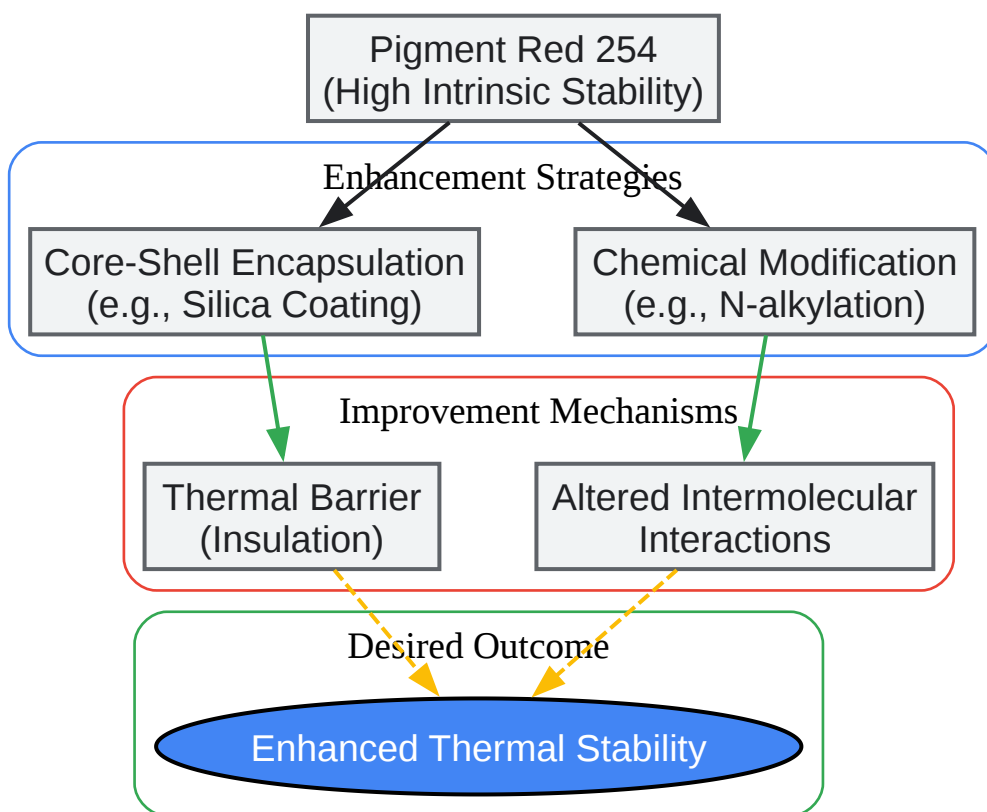 Pigment Red 254
(High Intrinsic Stability)
Enhancement Strategies
Core-Shell Encapsulation
(e.g., Silica Coating)
Chemical Modification
(e.g., N-alkylation)
Improvement Mechanisms
Thermal Barrier
(Insulation)
Altered Intermolecular
Interactions
Desired Outcome
Enhanced Thermal Stability